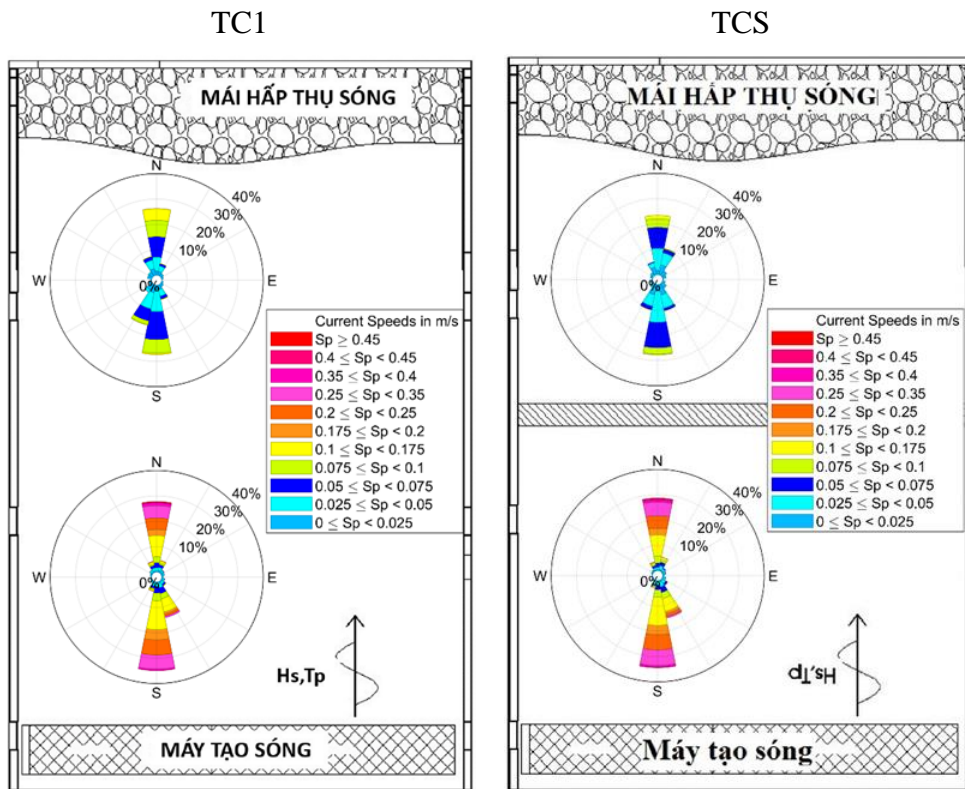 TC1
TCS
MÁI HẤP THỤ SÓNG
N
40%
30%
20%
10%
0%
W
E
S
Current Speeds in m/s
Sp ≥ 0.45
0.4 ≤ Sp < 0.45
0.35 ≤ Sp < 0.4
0.25 ≤ Sp < 0.35
0.2 ≤ Sp < 0.25
0.175 ≤ Sp < 0.2
0.1 ≤ Sp < 0.175
0.075 ≤ Sp < 0.1
0.05 ≤ Sp < 0.075
0.025 ≤ Sp < 0.05
0 ≤ Sp < 0.025
N
40%
30%
20%
10%
0%
W
E
S
Hs,Tp
MÁY TẠO SÓNG
MÁI HẤP THỤ SÓNG
N
40%
30%
20%
10%
0%
W
E
S
Current Speeds in m/s
Sp ≥ 0.45
0.4 ≤ Sp < 0.45
0.35 ≤ Sp < 0.4
0.25 ≤ Sp < 0.35
0.2 ≤ Sp < 0.25
0.175 ≤ Sp < 0.2
0.1 ≤ Sp < 0.175
0.075 ≤ Sp < 0.1
0.05 ≤ Sp < 0.075
0.025 ≤ Sp < 0.05
0 ≤ Sp < 0.025
N
40%
30%
20%
10%
0%
W
E
S
Hs,Tp
Máy tạo sóng